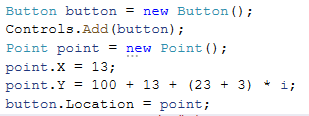 Button button = new Button();
Controls.Add(button);
Point point = new Point();
point.X = 13;
point.Y = 100 + 13 + (23 + 3) * i;
button.Location = point;